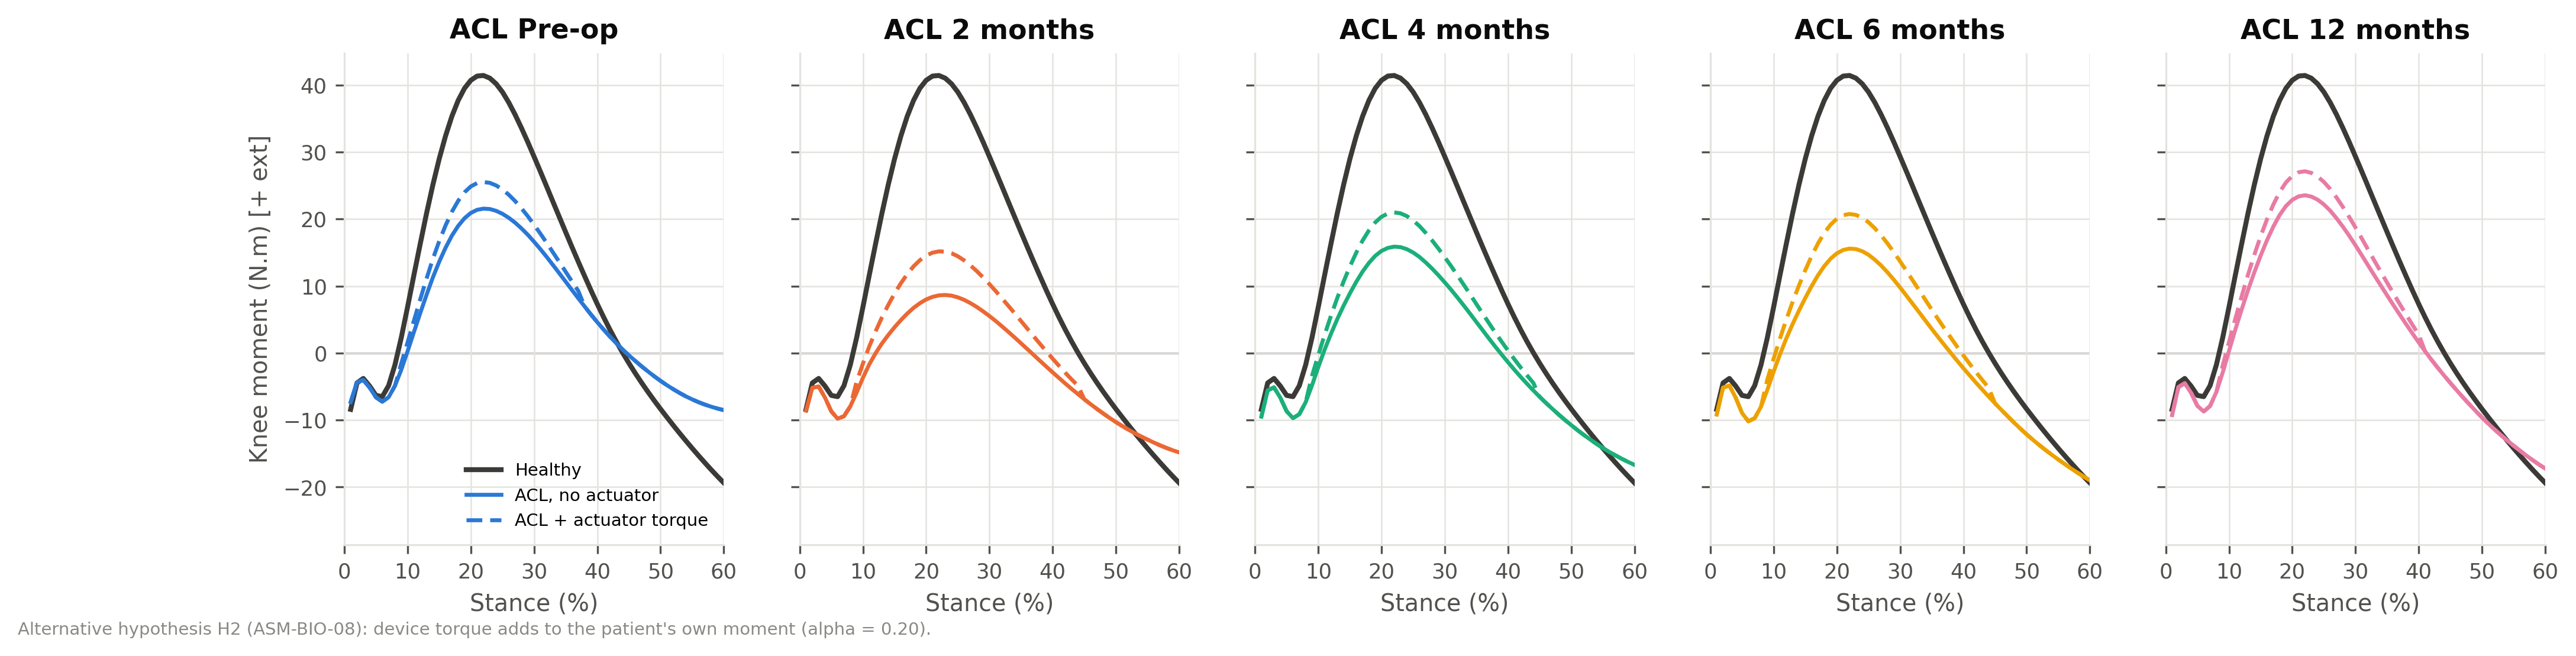 ACL Pre-op
ACL 2 months
ACL 4 months
ACL 6 months
ACL 12 months
Knee moment (N.m) [+ ext]
40
30
20
10
0
−10
−20
Healthy
ACL, no actuator
ACL + actuator torque
0 10 20 30 40 50 60
0 10 20 30 40 50 60
0 10 20 30 40 50 60
0 10 20 30 40 50 60
0 10 20 30 40 50 60
Stance (%)
Stance (%)
Stance (%)
Stance (%)
Stance (%)
Alternative hypothesis H2 (ASM-BIO-08): device torque adds to the patient's own moment (alpha = 0.20).